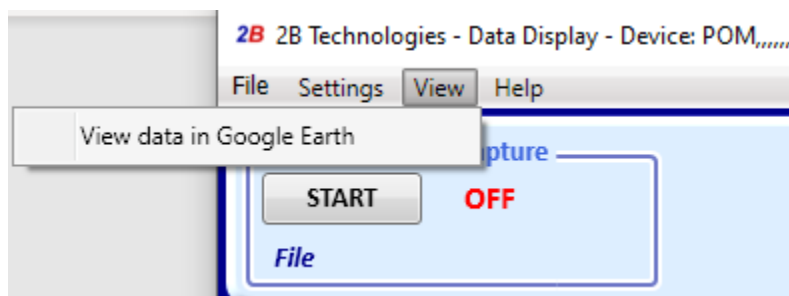 2B 2B Technologies - Data Display - Device: POM,,,,,,
File Settings View Help
View data in Google Earth
pture
START OFF
File